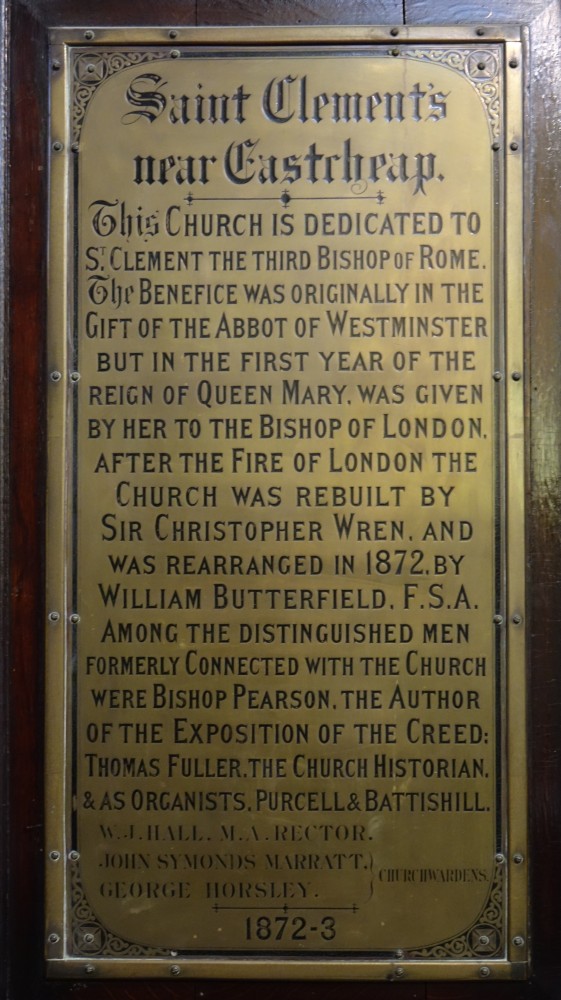 Saint Clement's
near Eastcheap.
This CHURCH IS DEDICATED TO
ST. CLEMENT THE THIRD BISHOP OF ROME.
The BENEFICE WAS ORIGINALLY IN THE
GIFT OF THE ABBOT OF WESTMINSTER
BUT IN THE FIRST YEAR OF THE
REIGN OF QUEEN MARY, WAS GIVEN
BY HER TO THE BISHOP OF LONDON,
AFTER THE FIRE OF LONDON THE
CHURCH WAS REBUILT BY
SIR CHRISTOPHER WREN, AND
WAS REARRANGED IN 1872, BY
WILLIAM BUTTERFIELD, F.S.A.
AMONG THE DISTINGUISHED MEN
FORMERLY CONNECTED WITH THE CHURCH
WERE BISHOP PEARSON, THE AUTHOR
OF THE EXPOSITION OF THE CREED;
THOMAS FULLER, THE CHURCH HISTORIAN,
& AS ORGANISTS, PURCELL & BATTISHILL.
W.J. HALL, M.A. RECTOR.
JOHN SYMONDS MARRATT,
GEORGE HORSLEY.
CHURCHWARDENS.
1872-3